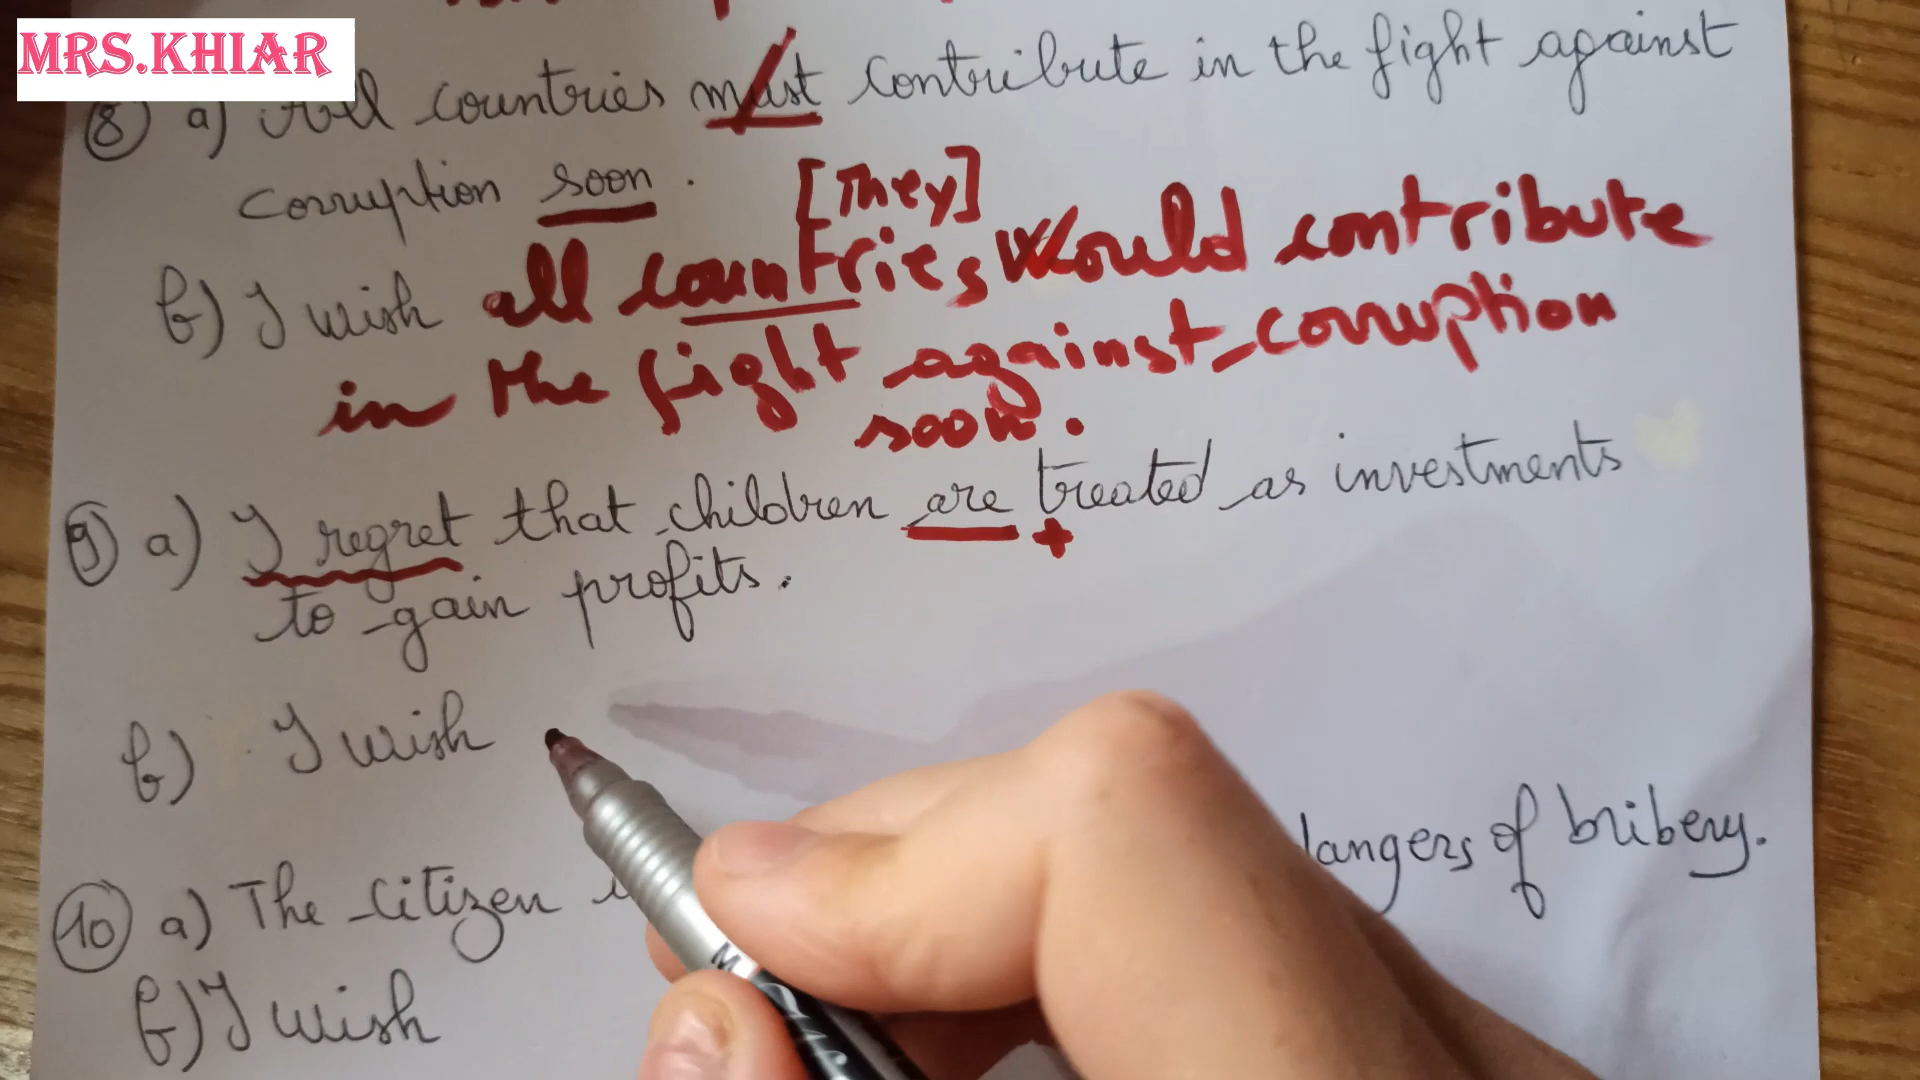 MRS.KHIAR
8 a) All countries must contribute in the fight against
corruption soon.
[They]
b) I wish all countries would contribute
in the fight against corruption
soon.
9 a) I regret that children are treated as investments
+
to gain profits.
b) I wish
10 a) The citizen dangers of bribery.
b) I wish